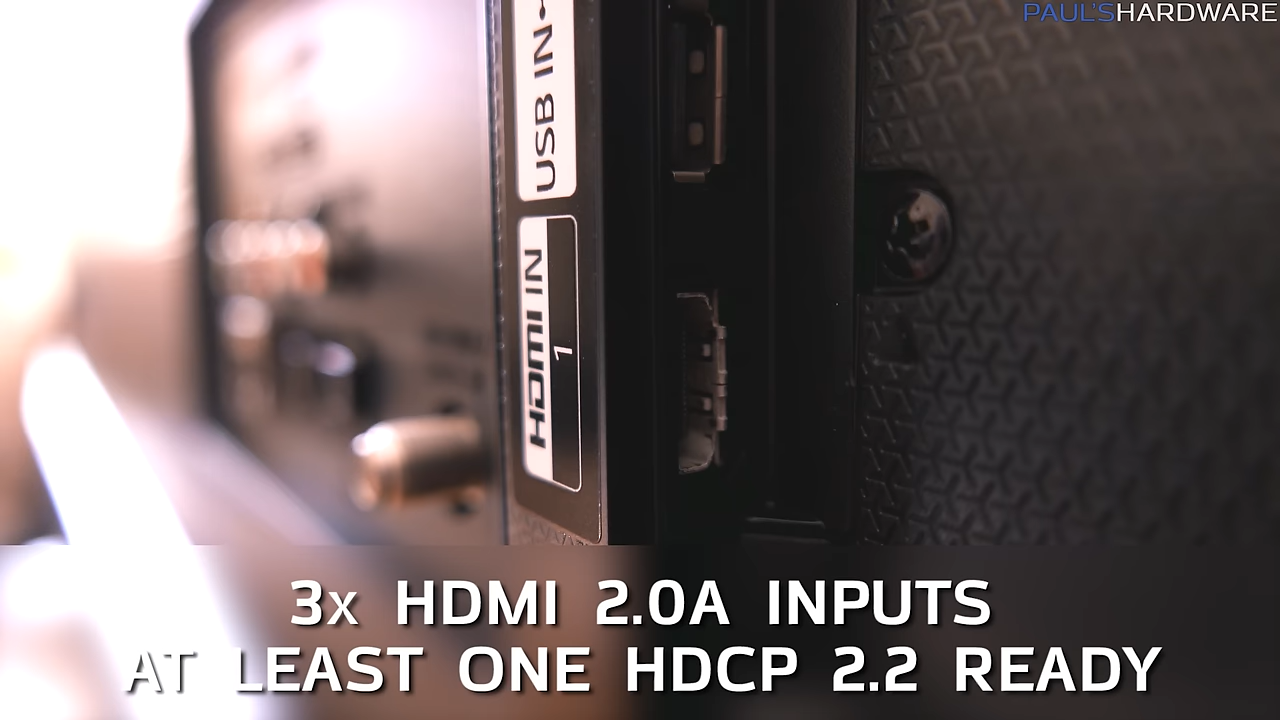 PAUL'SHARDWARE
USB IN
HDMI IN
1
3x HDMI 2.0A INPUTS
AT LEAST ONE HDCP 2.2 READY